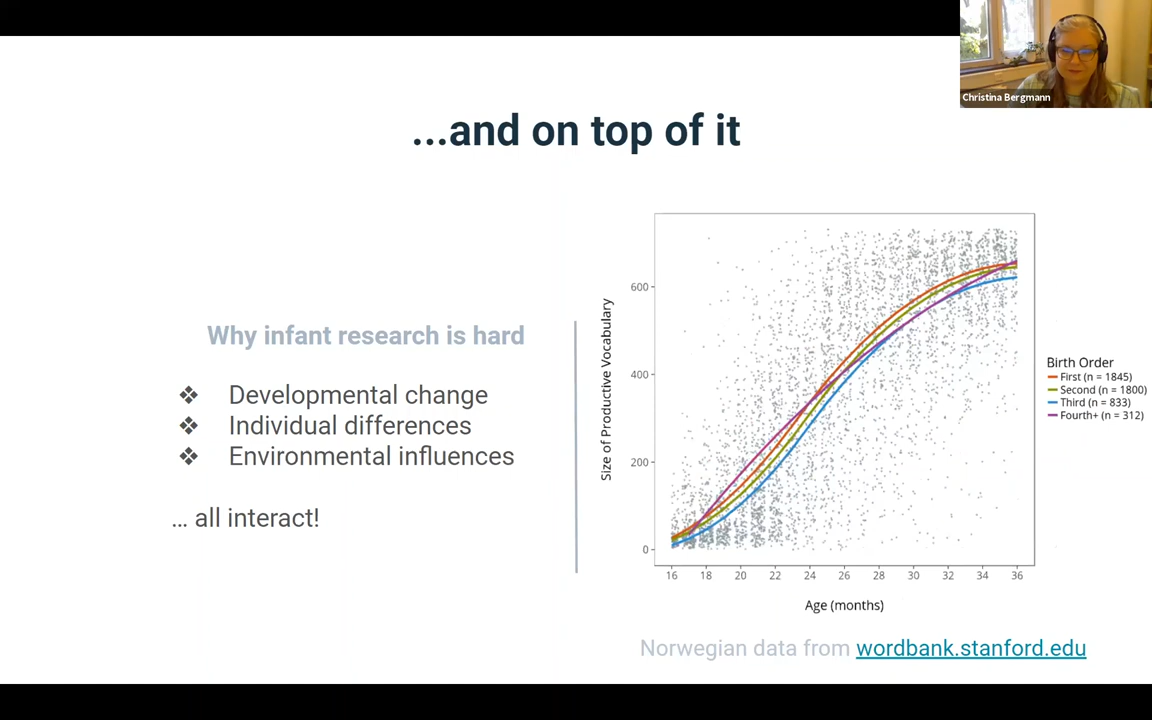 Christina Bergmann
...and on top of it
Why infant research is hard
❖ Developmental change
❖ Individual differences
❖ Environmental influences
... all interact!
Size of Productive Vocabulary
600
400
200
0
16 18 20 22 24 26 28 30 32 34 36
Age (months)
Birth Order
First (n = 1845)
Second (n = 1800)
Third (n = 833)
Fourth+ (n = 312)
Norwegian data from wordbank.stanford.edu